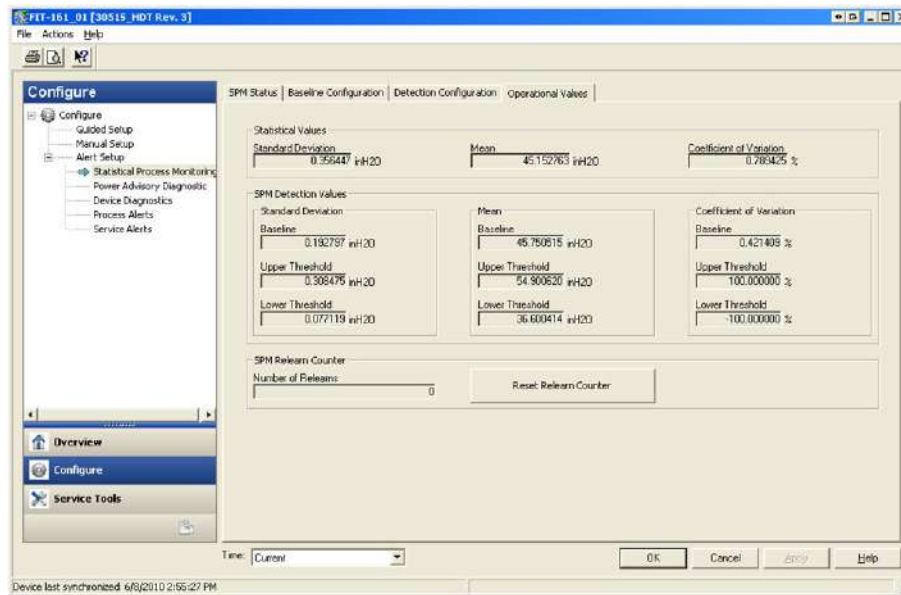 FIT-161_01 [3051S_HDT Rev. 3]
File Actions Help
Configure
Configure
Guided Setup
Manual Setup
Alert Setup
Statistical Process Monitoring
Power Advisory Diagnostic
Device Diagnostics
Process Alerts
Service Alerts
Overview
Configure
Service Tools
SPM Status Baseline Configuration Detection Configuration Operational Values
Statistical Values
Standard Deviation Mean Coefficient of Variation
0.356447 inH2O 45.152763 inH2O 0.789425 %
SPM Detection Values
Standard Deviation Mean Coefficient of Variation
Baseline Baseline Baseline
0.192797 inH2O 45.750515 inH2O 0.421409 %
Upper Threshold Upper Threshold Upper Threshold
0.308475 inH2O 54.900620 inH2O 100.000000 %
Lower Threshold Lower Threshold Lower Threshold
0.077119 inH2O 36.600414 inH2O -100.000000 %
SPM Relearn Counter
Number of Relearns
0
Reset Relearn Counter
Time: Current
OK Cancel Apply Help
Device last synchronized: 6/8/2010 2:55:27 PM